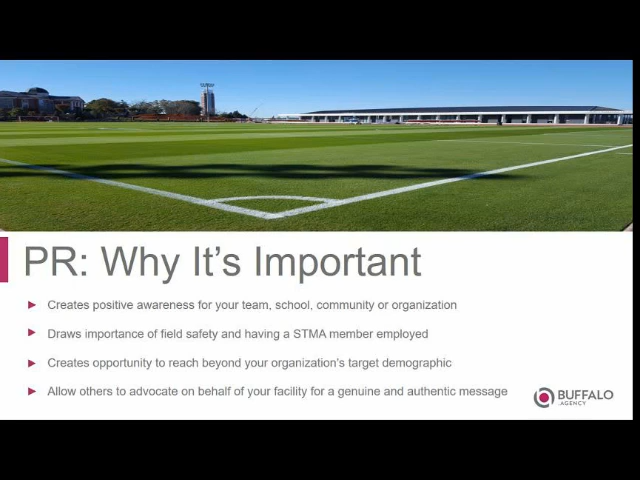 PR: Why It's Important
Creates positive awareness for your team, school, community or organization
Draws importance of field safety and having a STMA member employed
Creates opportunity to reach beyond your organization's target demographic
Allow others to advocate on behalf of your facility for a genuine and authentic message
BUFFALO
AGENCY